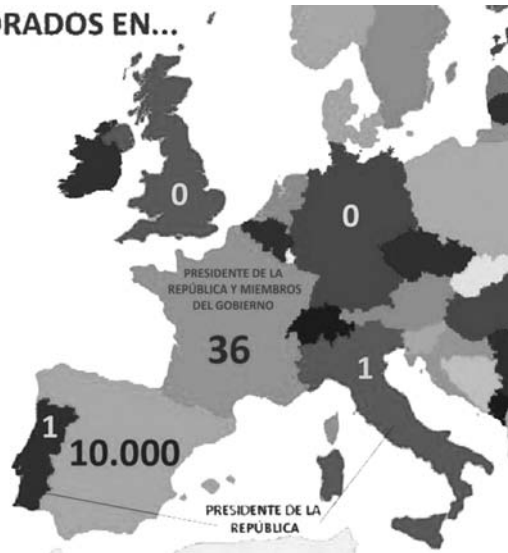 ORADOS EN...
0
0
PRESIDENTE DE LA
REPÚBLICA Y MIEMBROS
DEL GOBIERNO
36
1
1
10.000
PRESIDENTE DE LA
REPÚBLICA